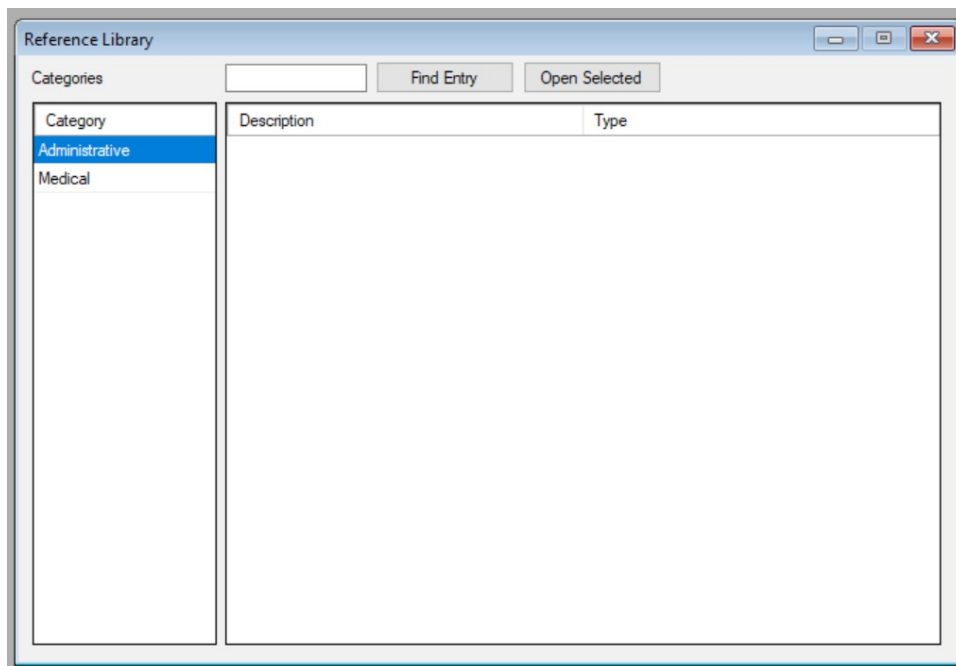 Reference Library
Categories Find Entry Open Selected
Category Description Type
Administrative
Medical